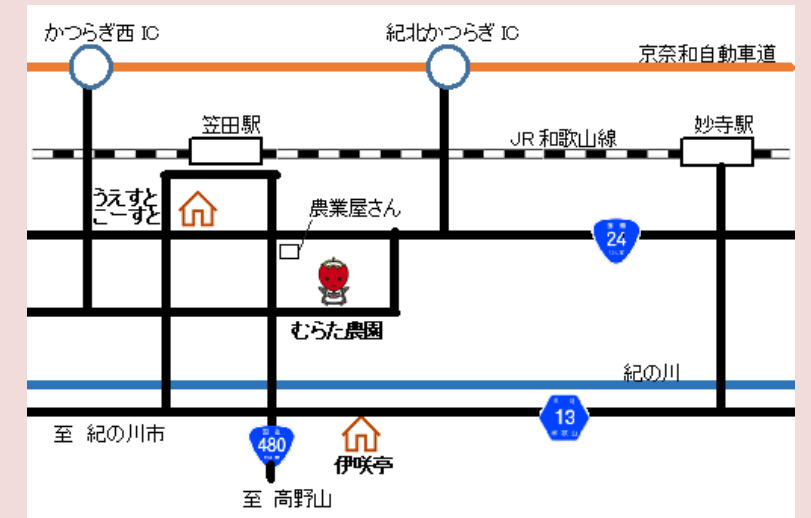 かつらぎ西 IC
紀北かつらぎ IC
京奈和自動車道
笠田駅
JR 和歌山線
妙寺駅
うえすと
こーすと
農業屋さん
24
むらた農園
紀の川
13
至 紀の川市
480
伊咲亭
至 高野山